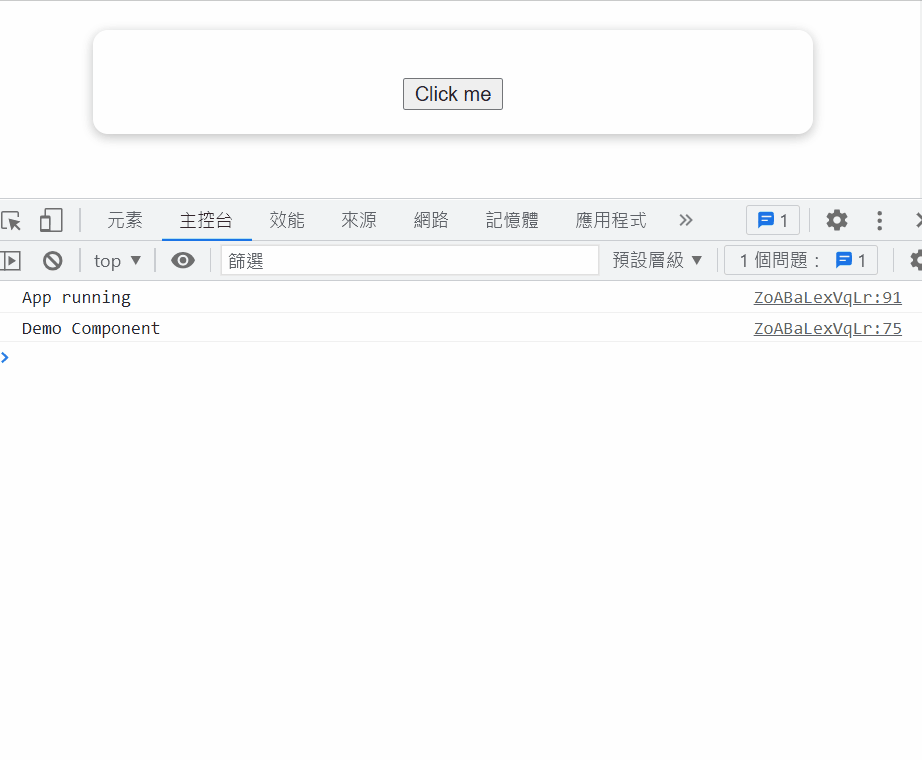 Click me
元素 主控台 效能 來源 網路 記憶體 應用程式 1
top 篩選 預設層級 1 個問題： 1
App running ZoABaLexVqLr:91
Demo Component ZoABaLexVqLr:75